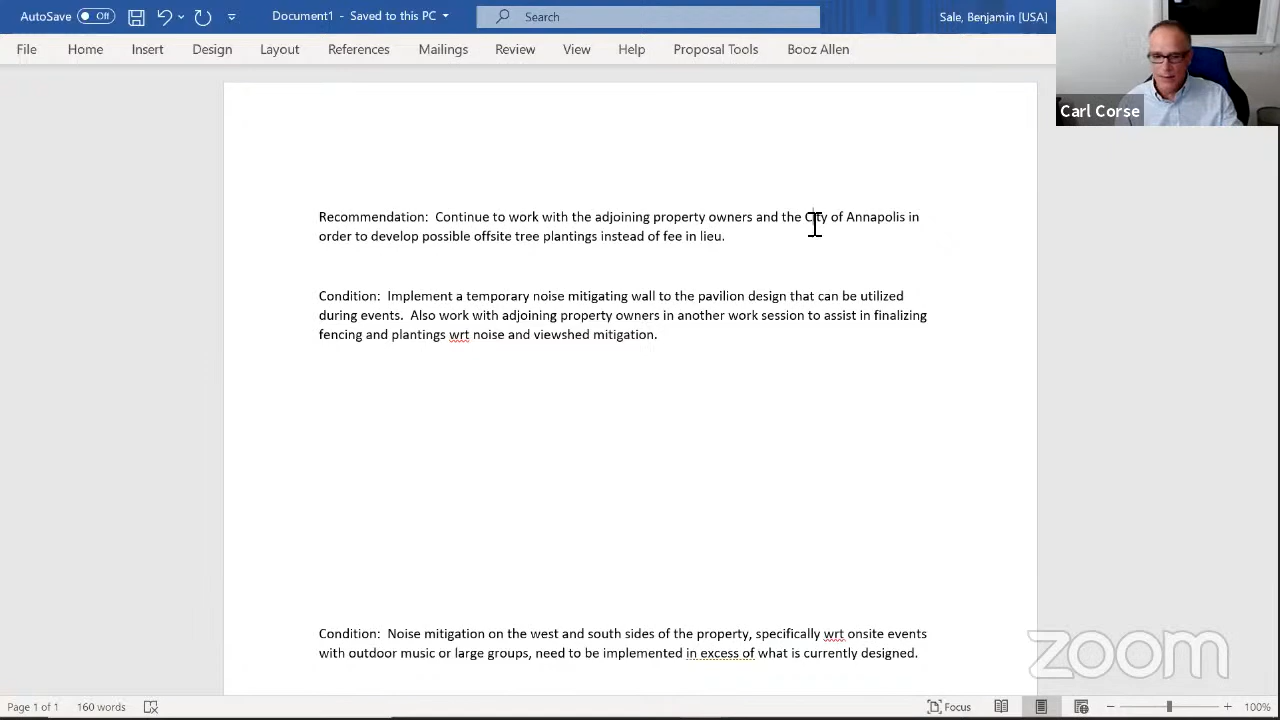 AutoSave Off Document1 - Saved to this PC Search Sale, Benjamin [USA]
File Home Insert Design Layout References Mailings Review View Help Proposal Tools Booz Allen
Carl Corse
Recommendation: Continue to work with the adjoining property owners and the City of Annapolis in
order to develop possible offsite tree plantings instead of fee in lieu.
Condition: Implement a temporary noise mitigating wall to the pavilion design that can be utilized
during events. Also work with adjoining property owners in another work session to assist in finalizing
fencing and plantings wrt noise and viewshed mitigation.
Condition: Noise mitigation on the west and south sides of the property, specifically wrt onsite events
with outdoor music or large groups, need to be implemented in excess of what is currently designed.
zoom
Page 1 of 1 160 words Focus 100%